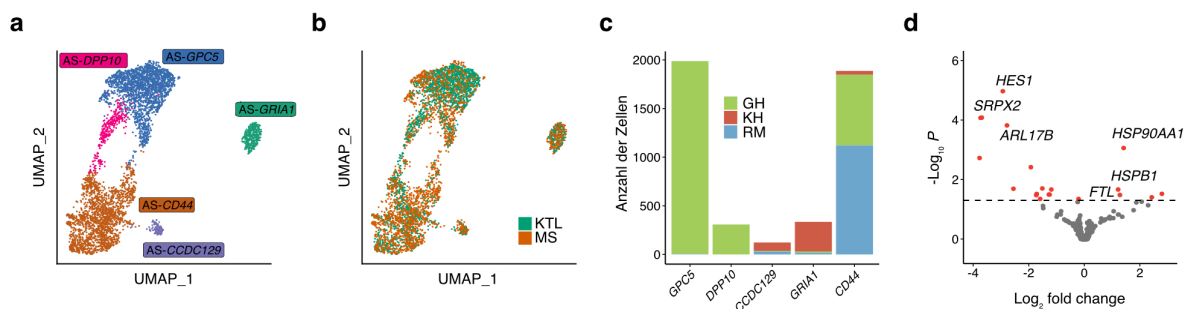 a
AS-DPP10
AS-GPC5
AS-GRIA1
AS-CD44
AS-CCDC129
UMAP_2
UMAP_1
b
KTL
MS
UMAP_2
UMAP_1
c
Anzahl der Zellen
2000
1500
1000
500
0
GH
KH
RM
GPC5
DPP10
CCDC129
GRIA1
CD44
d
-Log10 P
6
4
2
0
HES1
SRPX2
ARL17B
HSP90AA1
HSPB1
FTL
-4
-2
0
2
Log2 fold change